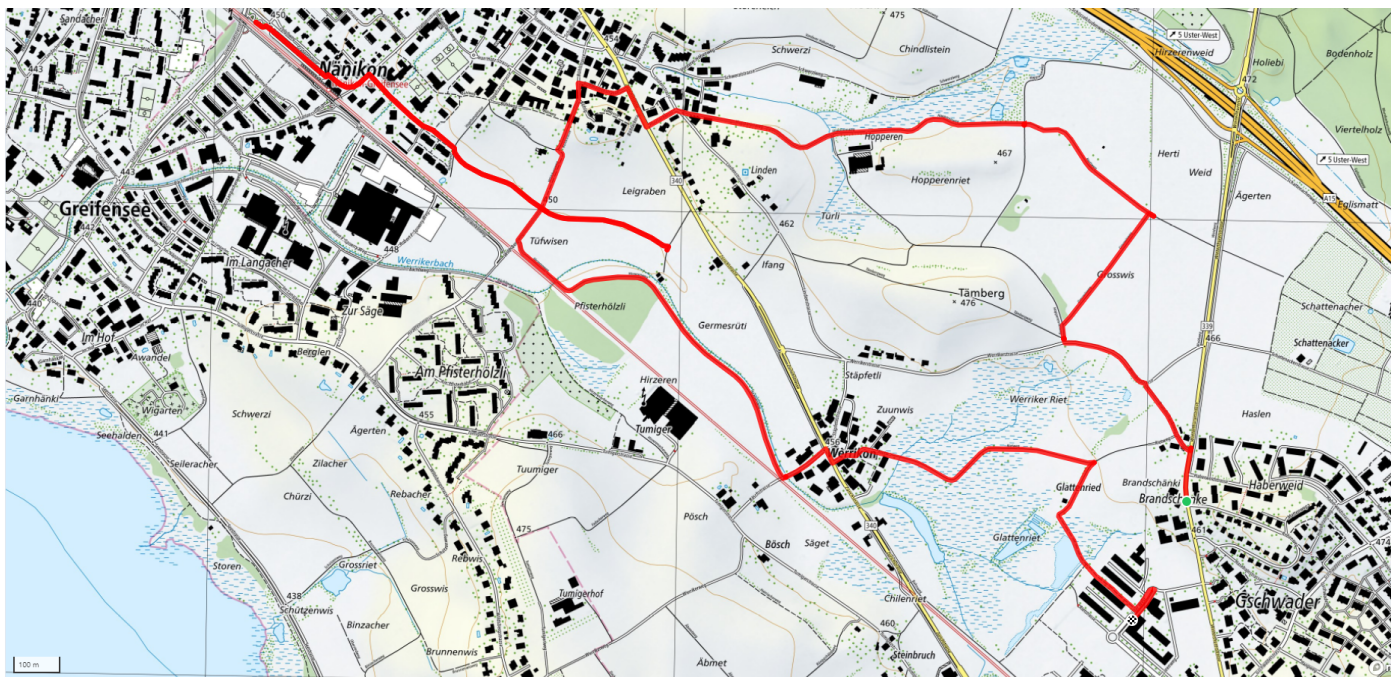 Sandacher
450
475
Schwerzi
Chindlistein
Hirzerenweid
5 Uster-West
Holiebi
Bodenholz
443
454
472
Nänikon
Greifensee
Viertelholz
Hopperen
467
Herti
5 Uster-West
443
Linden
Weid
340
Hopperenriet
Ägerten
Leigraben
A15
Eglismatt
Greifensee
50
Türli
442
462
448
Tüfwisen
Im Langacher
Werrikerbach
Ifang
Grosswis
440
Tämberg
476
Pfisterhölzli
Schattenacher
Zur Säge
Germesrüti
339
466
Im Hof
Schattenacker
Berglen
Awandel
Am Pfisterhölzli
Stäpfetli
Garnhänki
Hirzeren
Werriker Riet
Wigarten
Schwerzi
455
Zuunwis
Haslen
441
Seehalden
Ägerten
466
Tumiger
456
Werrikon
Seileracher
Zilacher
Tuumiger
Glattenried
Brandschänki
Haberweid
Chürzi
Rebacher
Brandschänke
Pösch
340
461
475
Glattenriet
474
Storen
Grossriet
Rebwis
Bösch
Säget
438
Grosswis
Tumigerhof
Chilenriet
Gschwader
Schützenwis
Binzacher
460
Brunnenwis
Steinbruch
Äbmet
100 m